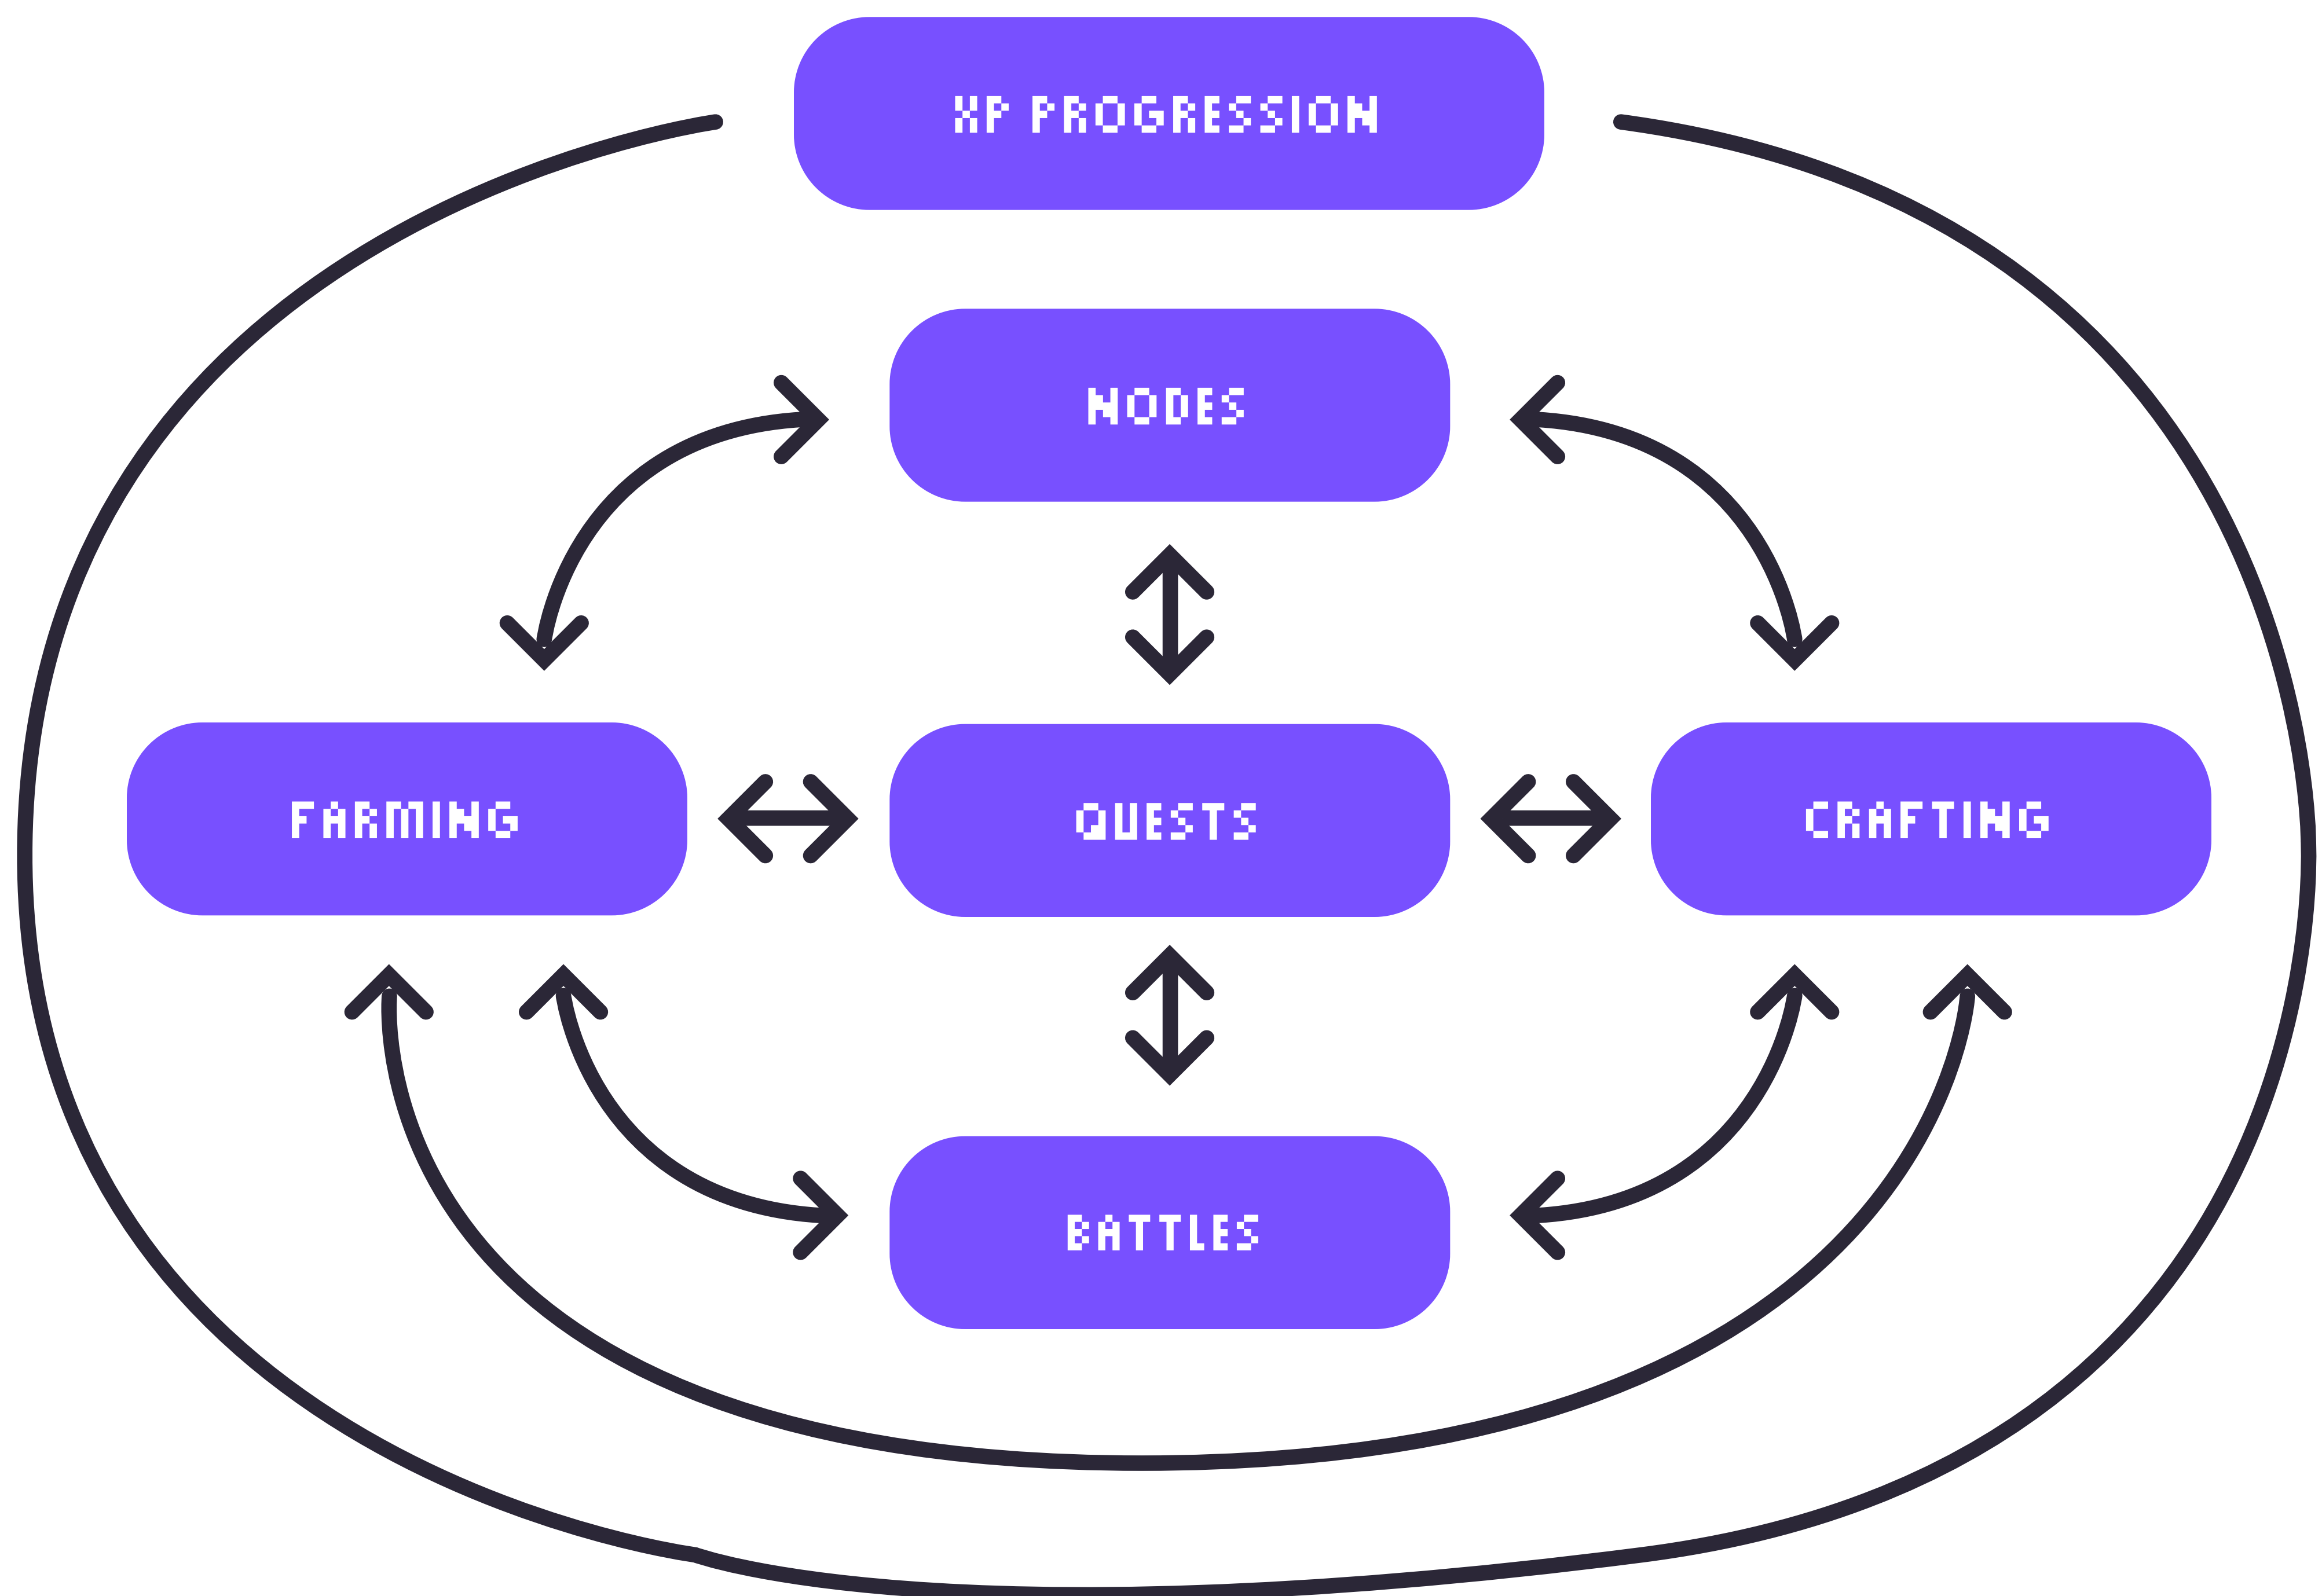 XP PROGRESSION
NODES
FARMING
QUESTS
CRAFTING
BATTLES